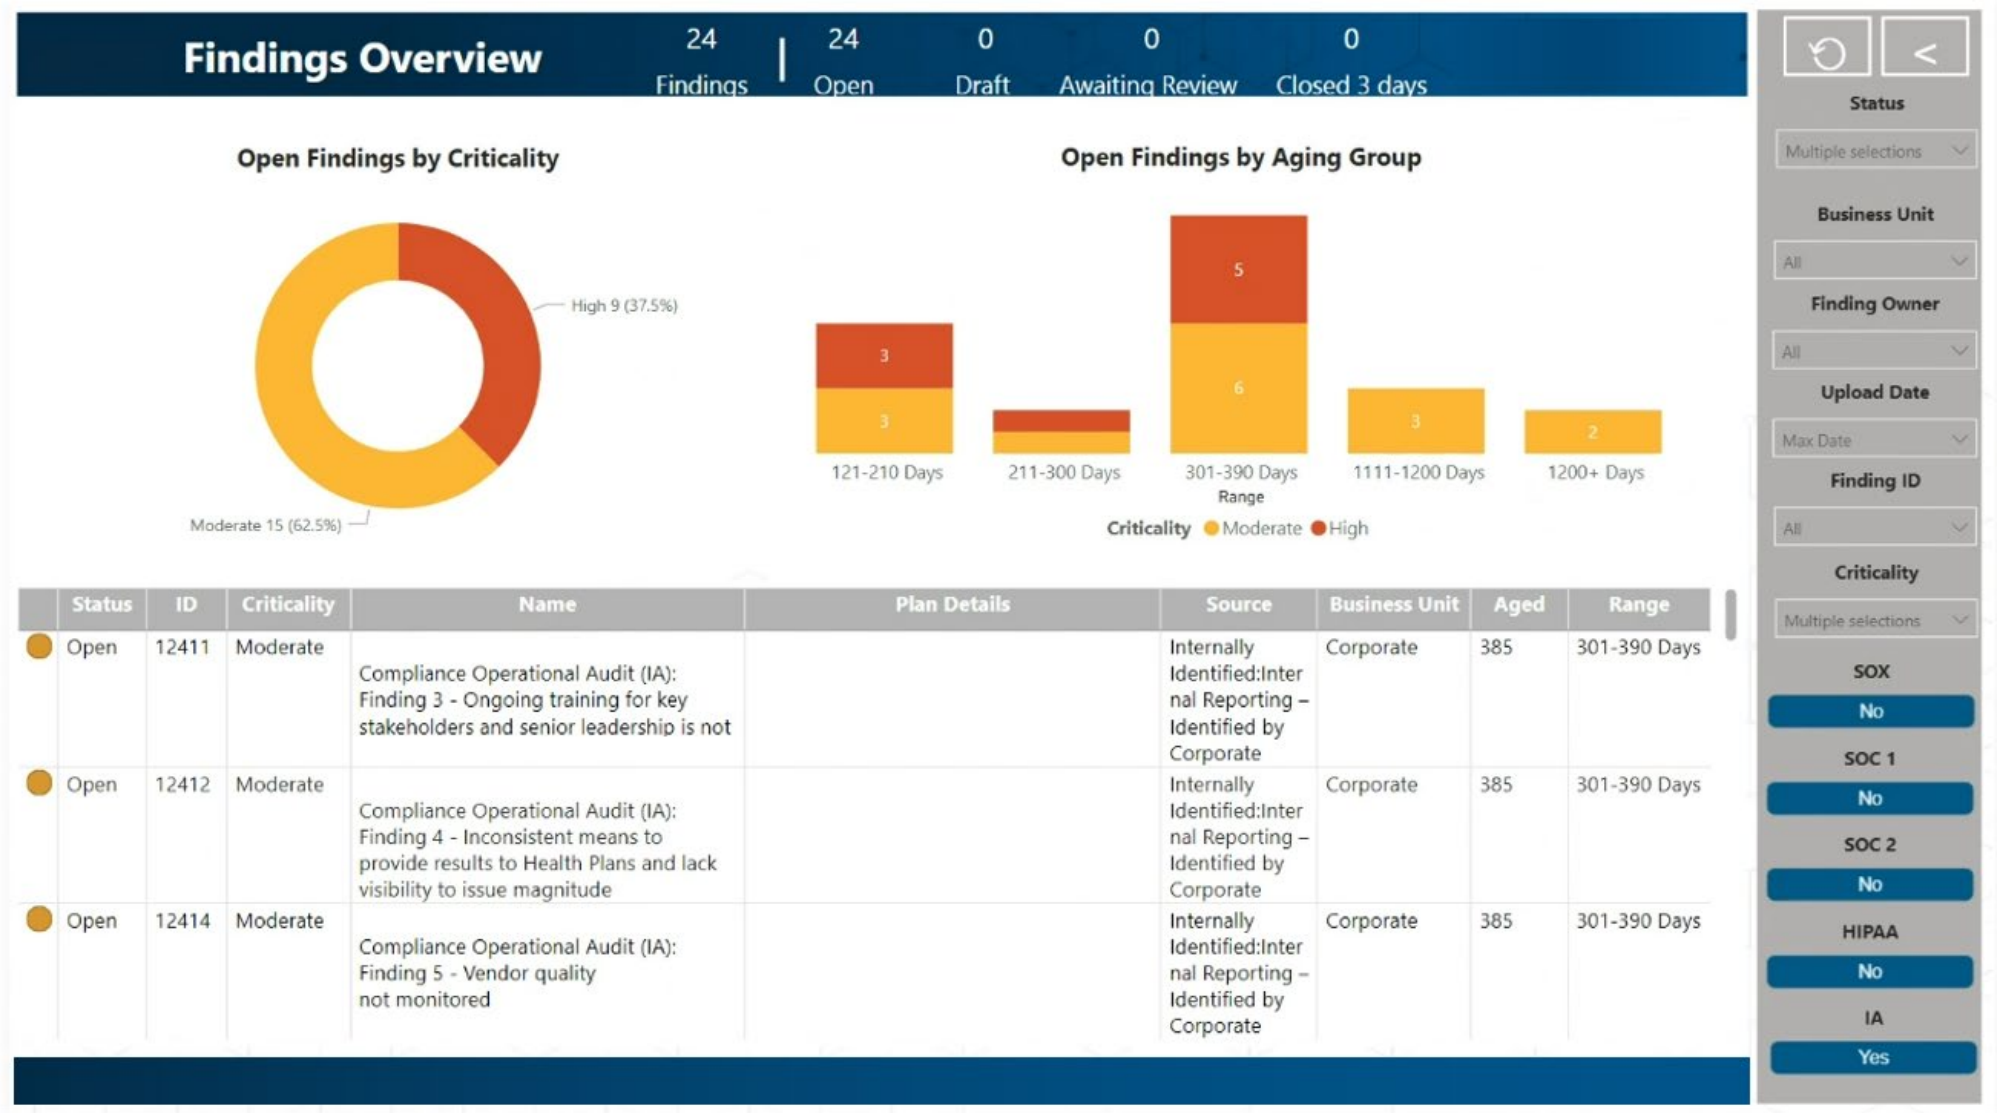 Findings Overview
24
Findings
24
Open
0
Draft
0
Awaiting Review
0
Closed 3 days
Open Findings by Criticality
High 9 (37.5%)
Moderate 15 (62.5%)
Open Findings by Aging Group
3
3
5
6
3
2
121-210 Days
211-300 Days
301-390 Days
1111-1200 Days
1200+ Days
Range
Criticality Moderate High
Status ID Criticality Name Plan Details Source Business Unit Aged Range
Open 12411 Moderate
Compliance Operational Audit (IA):
Finding 3 - Ongoing training for key
stakeholders and senior leadership is not
Internally
Identified:Inter
nal Reporting –
Identified by
Corporate
Corporate 385 301-390 Days
Open 12412 Moderate
Compliance Operational Audit (IA):
Finding 4 - Inconsistent means to
provide results to Health Plans and lack
visibility to issue magnitude
Internally
Identified:Inter
nal Reporting –
Identified by
Corporate
Corporate 385 301-390 Days
Open 12414 Moderate
Compliance Operational Audit (IA):
Finding 5 - Vendor quality
not monitored
Internally
Identified:Inter
nal Reporting –
Identified by
Corporate
Corporate 385 301-390 Days
<
Status
Multiple selections
Business Unit
All
Finding Owner
All
Upload Date
Max Date
Finding ID
All
Criticality
Multiple selections
SOX
No
SOC 1
No
SOC 2
No
HIPAA
No
IA
Yes